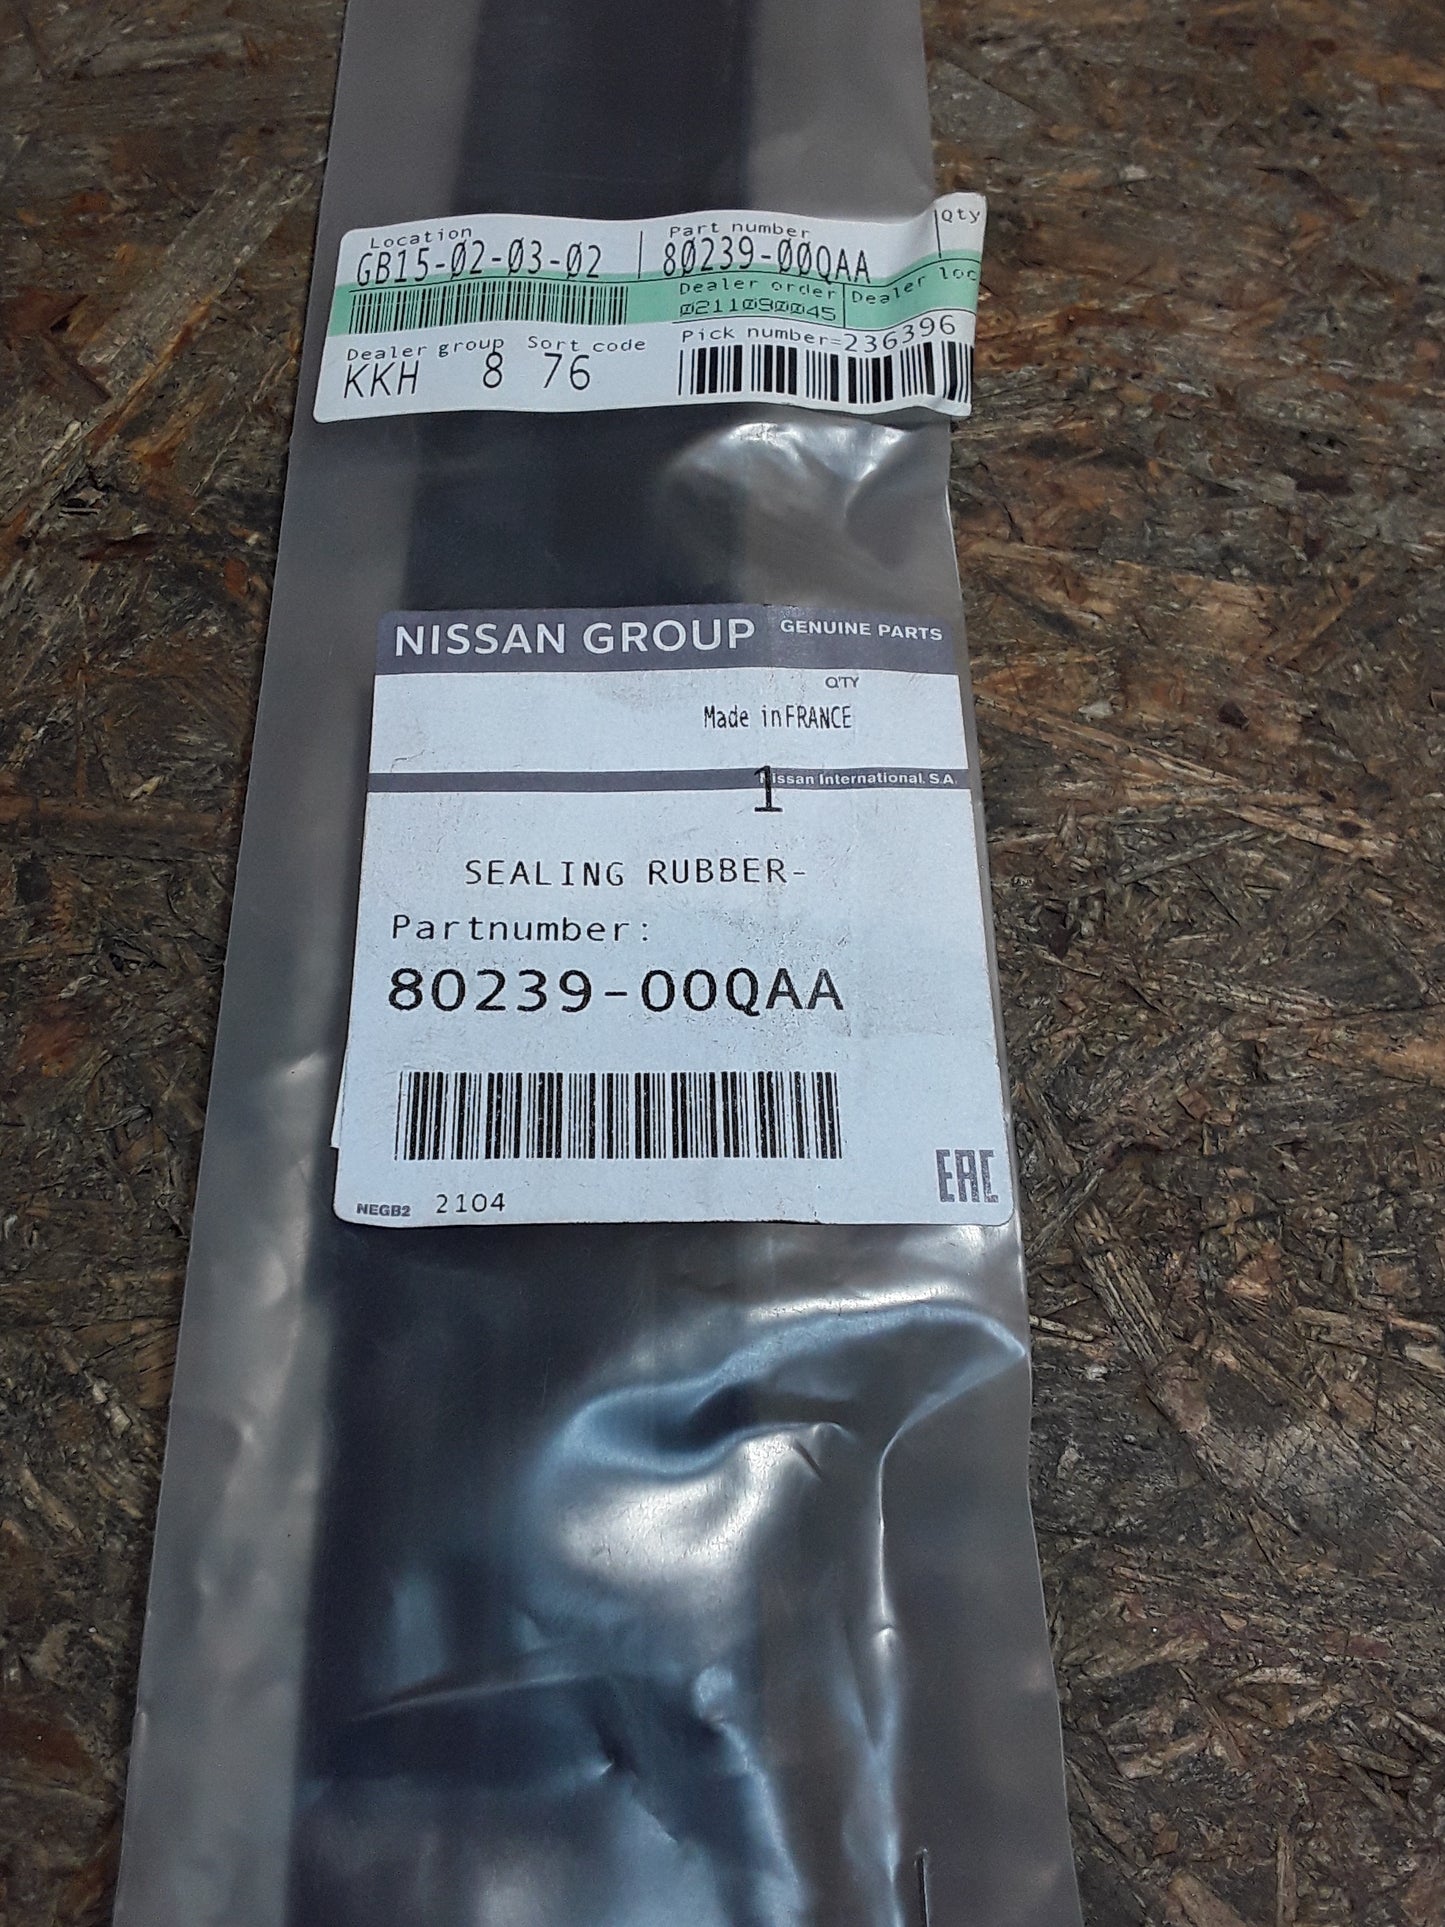 Location
GB15-02-03-02
Part number
80239-00QAA
Qty
Dealer order
0211090045
Dealer loc
Dealer group
KKH 8
Sort code
76
Pick number=236396
NISSAN GROUP GENUINE PARTS
Q'TY
Made inFRANCE
Nissan International. S.A.
1
SEALING RUBBER-
Partnumber:
80239-00QAA
NEGB2 2104
EAC